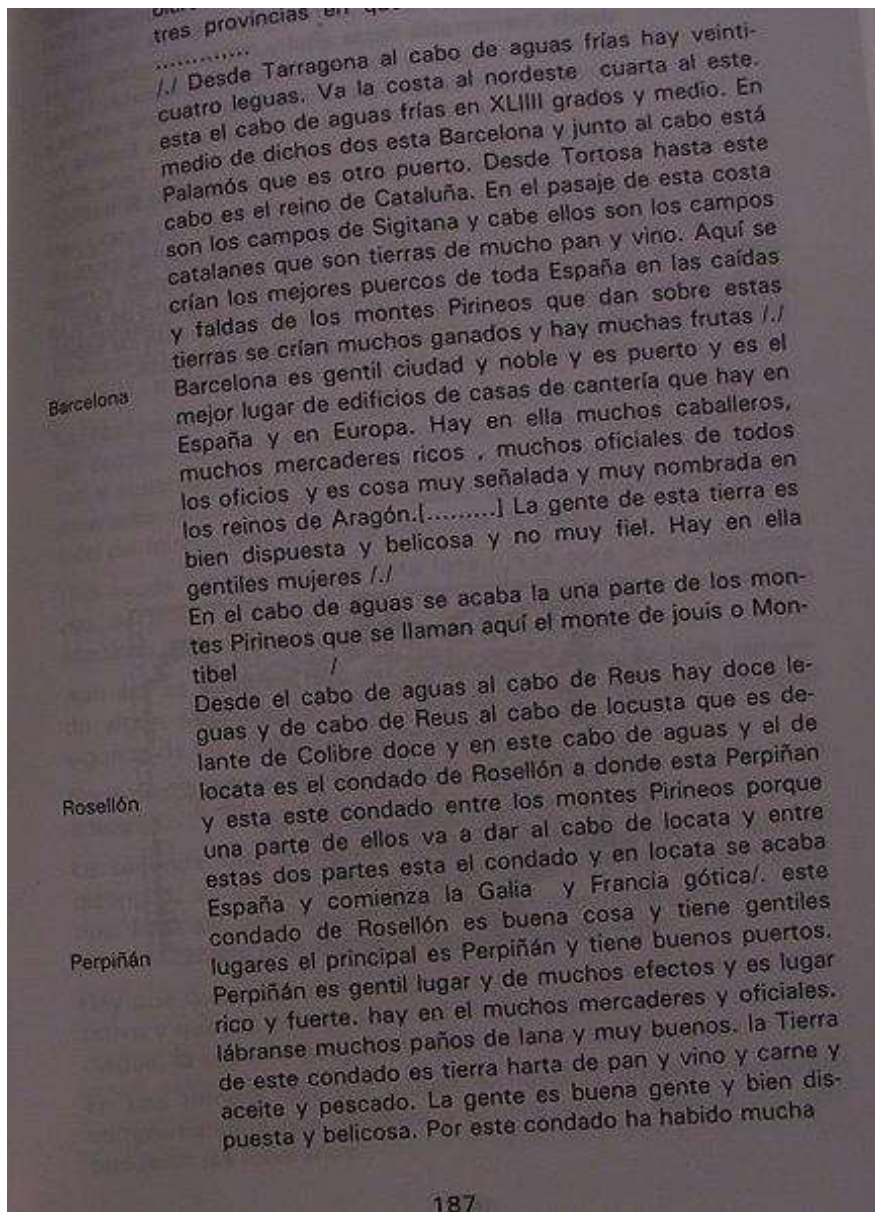 tres provincias en
.............
/./ Desde Tarragona al cabo de aguas frías hay veinti-
cuatro leguas. Va la costa al nordeste cuarta al este.
esta el cabo de aguas frías en XLIIII grados y medio. En
medio de dichos dos esta Barcelona y junto al cabo está
Palamós que es otro puerto. Desde Tortosa hasta este
cabo es el reino de Cataluña. En el pasaje de esta costa
son los campos de Sigitana y cabe ellos son los campos
catalanes que son tierras de mucho pan y vino. Aquí se
crían los mejores puercos de toda España en las caídas
y faldas de los montes Pirineos que dan sobre estas
tierras se crían muchos ganados y hay muchas frutas /./
Barcelona
Barcelona es gentil ciudad y noble y es puerto y es el
mejor lugar de edificios de casas de cantería que hay en
España y en Europa. Hay en ella muchos caballeros,
muchos mercaderes ricos , muchos oficiales de todos
los oficios y es cosa muy señalada y muy nombrada en
los reinos de Aragón.[.........] La gente de esta tierra es
bien dispuesta y belicosa y no muy fiel. Hay en ella
gentiles mujeres /./
En el cabo de aguas se acaba la una parte de los mon-
tes Pirineos que se llaman aquí el monte de jouis o Mon-
tibel /
Desde el cabo de aguas al cabo de Reus hay doce le-
guas y de cabo de Reus al cabo de locusta que es de-
lante de Colibre doce y en este cabo de aguas y el de
Rosellón
locata es el condado de Rosellón a donde esta Perpiñan
y esta este condado entre los montes Pirineos porque
una parte de ellos va a dar al cabo de locata y entre
estas dos partes esta el condado y en locata se acaba
España y comienza la Galia y Francia gótica/. este
condado de Rosellón es buena cosa y tiene gentiles
Perpiñán
lugares el principal es Perpiñán y tiene buenos puertos.
Perpiñán es gentil lugar y de muchos efectos y es lugar
rico y fuerte. hay en el muchos mercaderes y oficiales.
lábranse muchos paños de lana y muy buenos. la Tierra
de este condado es tierra harta de pan y vino y carne y
aceite y pescado. La gente es buena gente y bien dis-
puesta y belicosa. Por este condado ha habido mucha
187